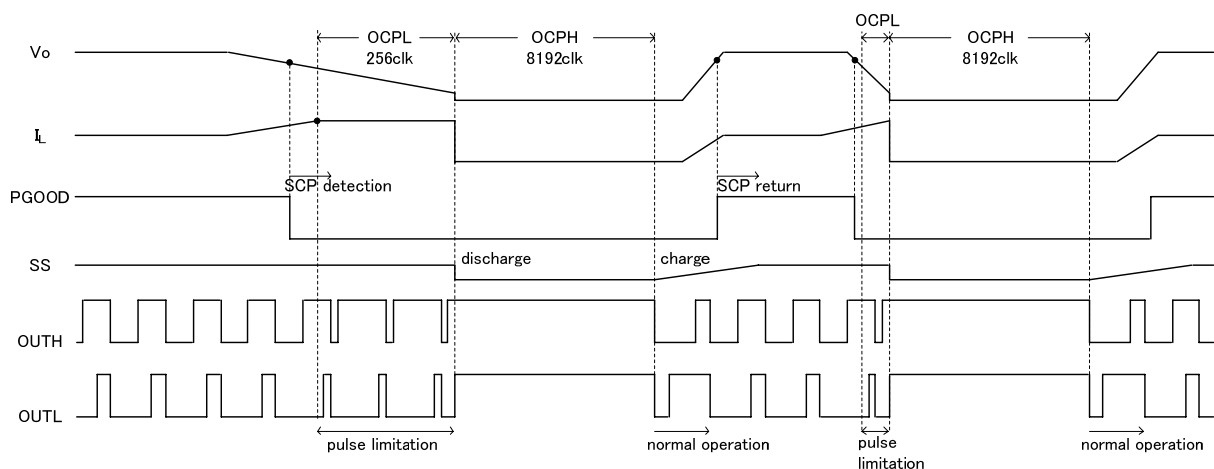 OCPL
OCPL
OCPH
OCPH
256clk
8192clk
8192clk
Vo
IL
SCP detection
SCP return
PGOOD
SS
discharge
charge
OUTH
OUTL
pulse limitation
normal operation
pulse
limitation
normal operation